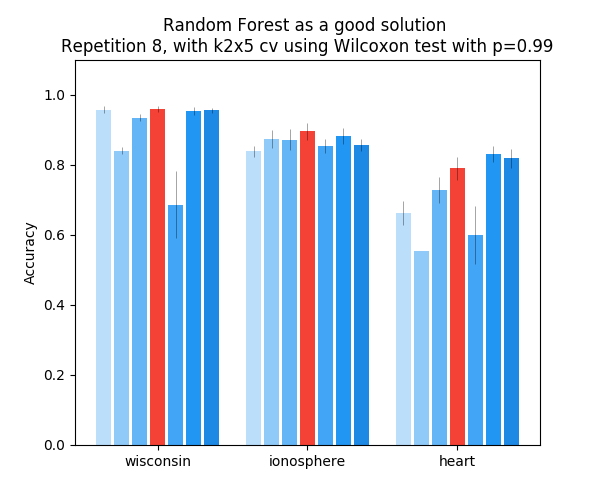 Random Forest as a good solution
Repetition 8, with k2x5 cv using Wilcoxon test with p=0.99
1.0
0.8
0.6
0.4
0.2
0.0
Accuracy
wisconsin
ionosphere
heart